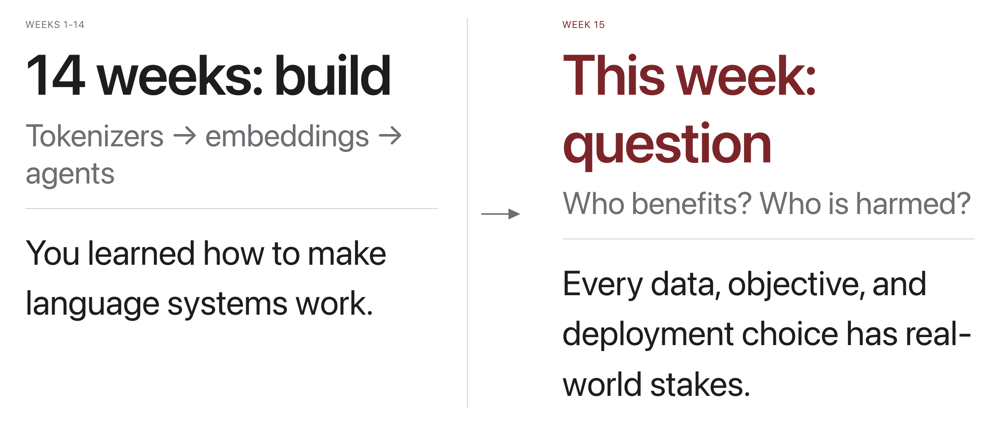 WEEKS 1-14
14 weeks: build
Tokenizers → embeddings →
agents
You learned how to make
language systems work.
WEEK 15
This week:
question
Who benefits? Who is harmed?
Every data, objective, and
deployment choice has real-
world stakes.